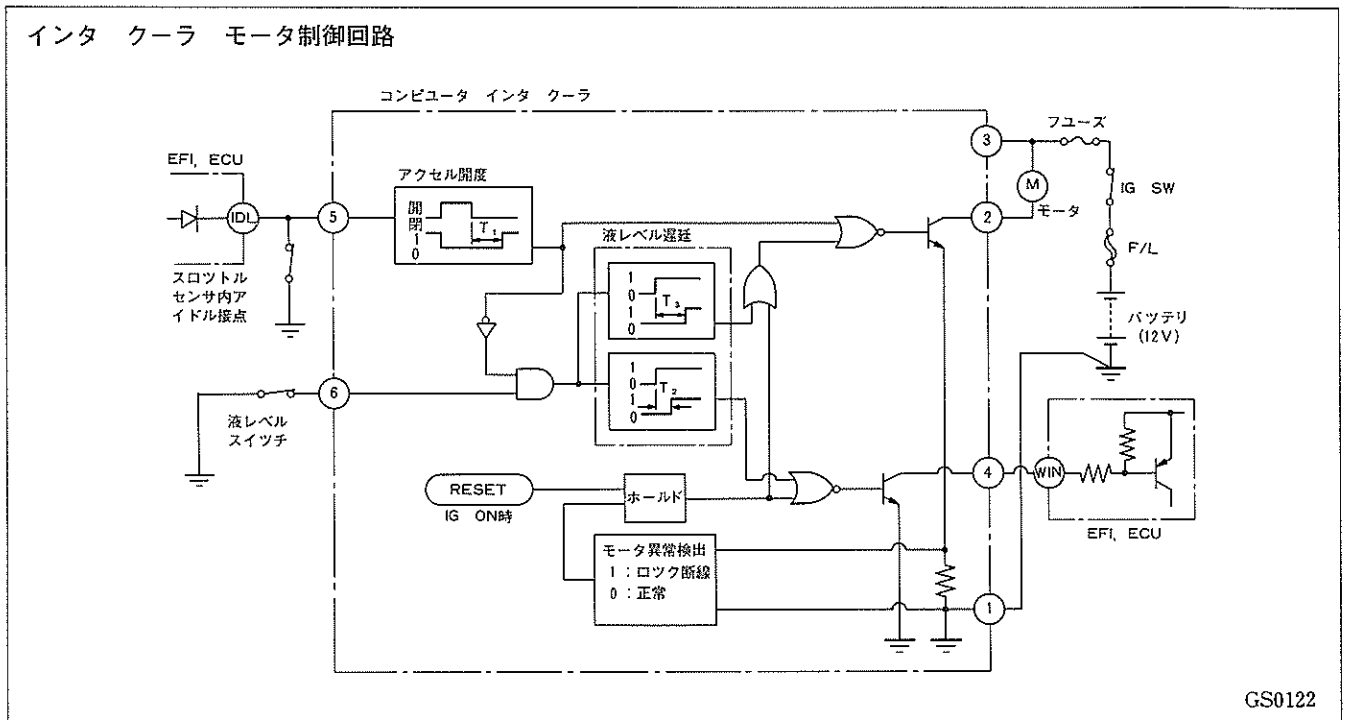 インタ クーラ モータ制御回路
コンピユータ インタ クーラ
EFI, ECU
IDL
スロツトル
センサ内ア
イドル接点
5
アクセル開度
開
閉
1
0
T1
液レベル遅延
1
0
1
0
T3
1
0
1
0
T2
3
2
フユーズ
M
モータ
IG SW
F/L
バツテリ
(12V)
6
液レベル
スイツチ
RESET
IG ON時
ホールド
モータ異常検出
1:ロツク断線
0:正常
4
WIN
EFI, ECU
1
GS0122